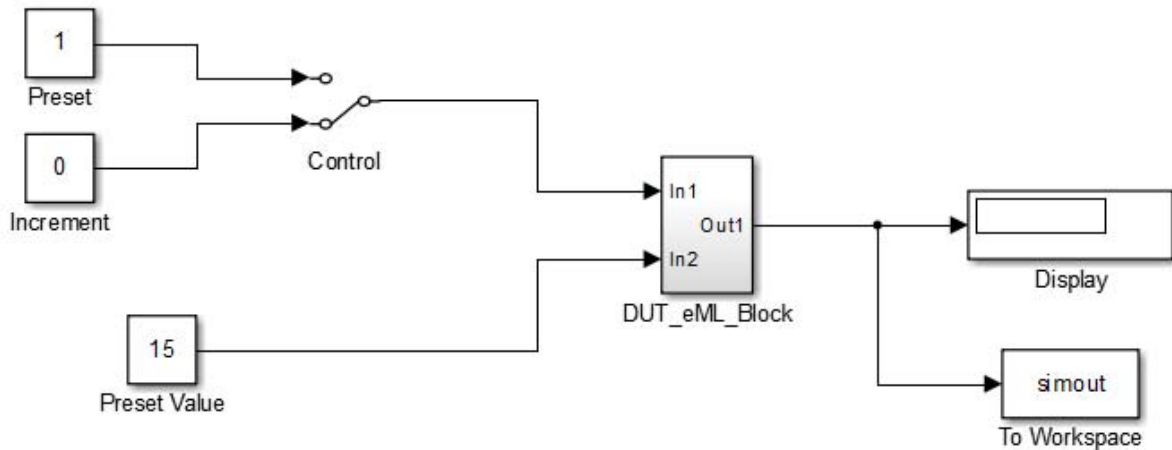 1
Preset
0
Increment
Control
15
Preset Value
In1
Out1
In2
DUT_eML_Block
Display
simout
To Workspace